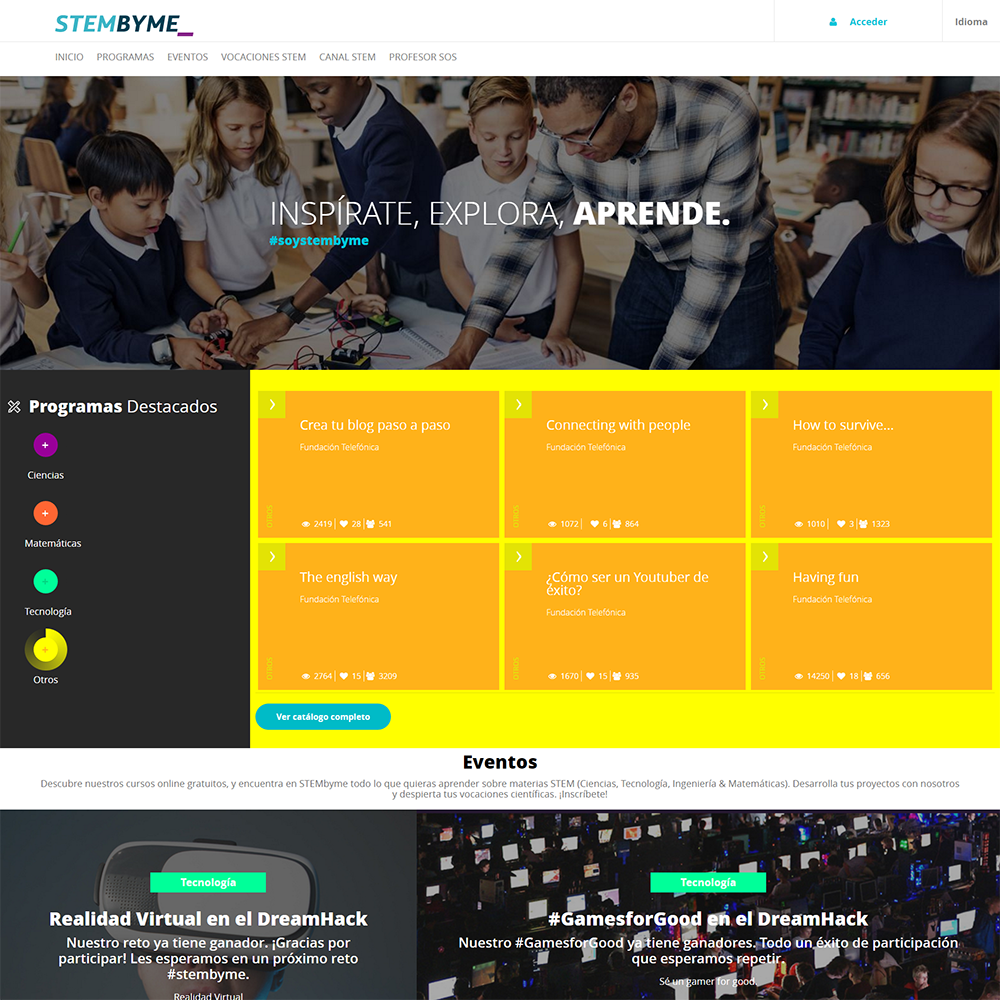 STEMBYME_
Acceder
Idioma
INICIO PROGRAMAS EVENTOS VOCACIONES STEM CANAL STEM PROFESOR SOS
INSPÍRATE, EXPLORA, APRENDE.
#soystembyme
Programas Destacados
Ciencias
Matemáticas
Tecnología
Otros
Crea tu blog paso a paso
Fundación Telefónica
OTROS
2419 | 28 | 541
Connecting with people
Fundación Telefónica
OTROS
1072 | 6 | 864
How to survive...
Fundación Telefónica
OTROS
1010 | 3 | 1323
The english way
Fundación Telefónica
OTROS
2764 | 15 | 3209
¿Cómo ser un Youtuber de
éxito?
Fundación Telefónica
OTROS
1670 | 15 | 935
Having fun
Fundación Telefónica
OTROS
14250 | 18 | 656
Ver catálogo completo
Eventos
Descubre nuestros cursos online gratuitos, y encuentra en STEMbyme todo lo que quieras aprender sobre materias STEM (Ciencias, Tecnología, Ingeniería & Matemáticas). Desarrolla tus proyectos con nosotros
y despierta tus vocaciones científicas. ¡Inscríbete!
Tecnología
Realidad Virtual en el DreamHack
Nuestro reto ya tiene ganador. ¡Gracias por
participar! Les esperamos en un próximo reto
#stembyme.
Realidad Virtual
Tecnología
#GamesforGood en el DreamHack
Nuestro #GamesforGood ya tiene ganadores. Todo un éxito de participación
que esperamos repetir.
Sé un gamer for good.